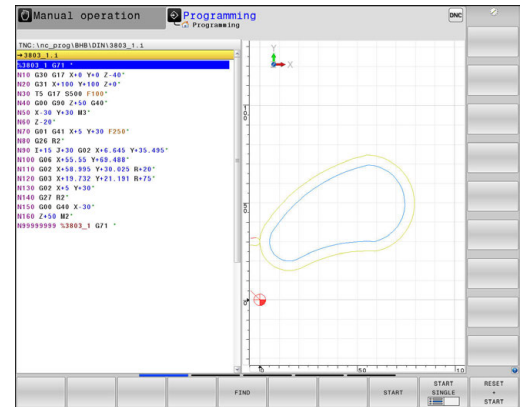 Manual operation
Programming
Programming
DNC
TNC:\nc_prog\BHB\DIN\3803_1.i
→3803_1.i
%3803_1 G71 *
N10 G30 G17 X+0 Y+0 Z-40*
N20 G31 X+100 Y+100 Z+0*
N30 T5 G17 S500 F100*
N40 G00 G90 Z+50 G40*
N50 X-30 Y+30 M3*
N60 Z-20*
N70 G01 G41 X+5 Y+30 F250*
N80 G26 R2*
N90 I+15 J+30 G02 X+6.645 Y+35.495*
N100 G06 X+55.55 Y+69.488*
N110 G02 X+58.995 Y+30.025 R+20*
N120 G03 X+19.732 Y+21.191 R+75*
N130 G02 X+5 Y+30*
N140 G27 R2*
N150 G00 G40 X-30*
N160 Z+50 M2*
N99999999 %3803_1 G71 *
Y
X
100
50
0
0
50
10
FIND
START
START SINGLE
RESET + START